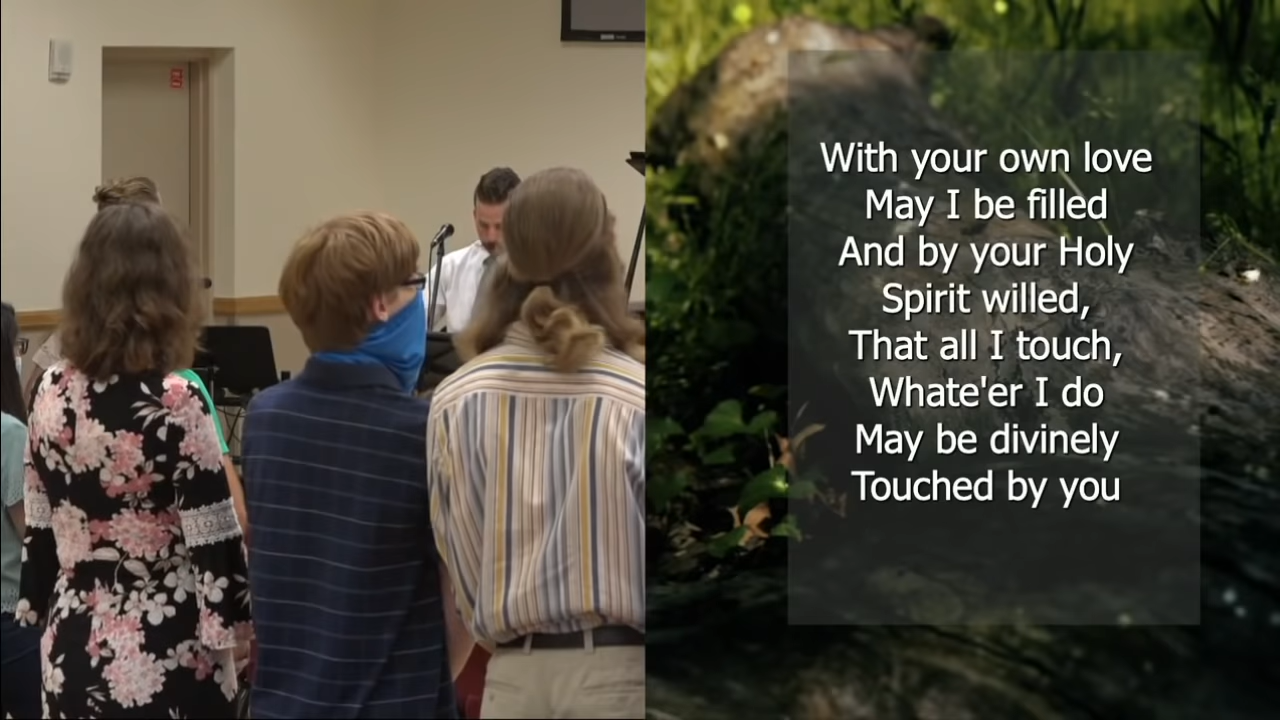 With your own love
May I be filled
And by your Holy
Spirit willed,
That all I touch,
Whate'er I do
May be divinely
Touched by you